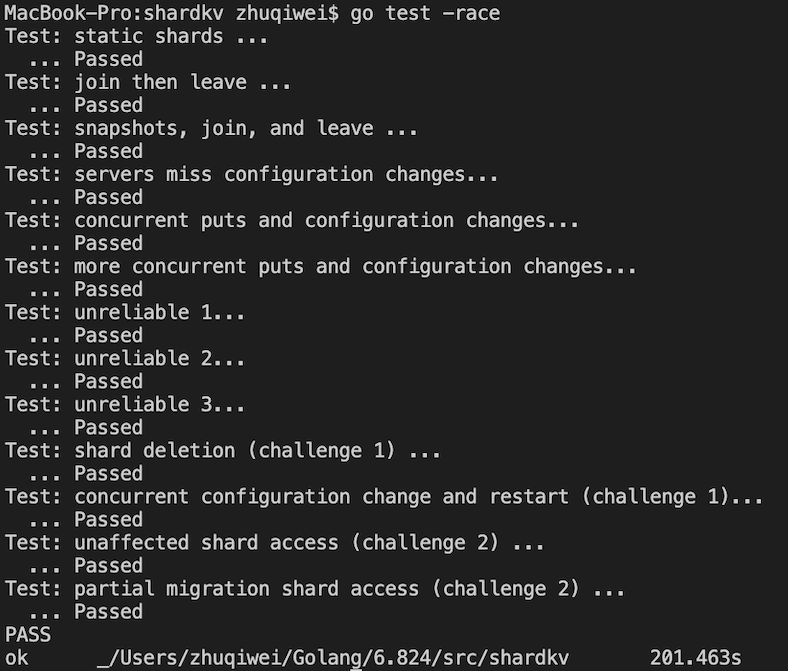 MacBook-Pro:shardkv zhuqiwei$ go test -race
Test: static shards ...
  ... Passed
Test: join then leave ...
  ... Passed
Test: snapshots, join, and leave ...
  ... Passed
Test: servers miss configuration changes...
  ... Passed
Test: concurrent puts and configuration changes...
  ... Passed
Test: more concurrent puts and configuration changes...
  ... Passed
Test: unreliable 1...
  ... Passed
Test: unreliable 2...
  ... Passed
Test: unreliable 3...
  ... Passed
Test: shard deletion (challenge 1) ...
  ... Passed
Test: concurrent configuration change and restart (challenge 1)...
  ... Passed
Test: unaffected shard access (challenge 2) ...
  ... Passed
Test: partial migration shard access (challenge 2) ...
  ... Passed
PASS
ok      _/Users/zhuqiwei/Golang/6.824/src/shardkv       201.463s